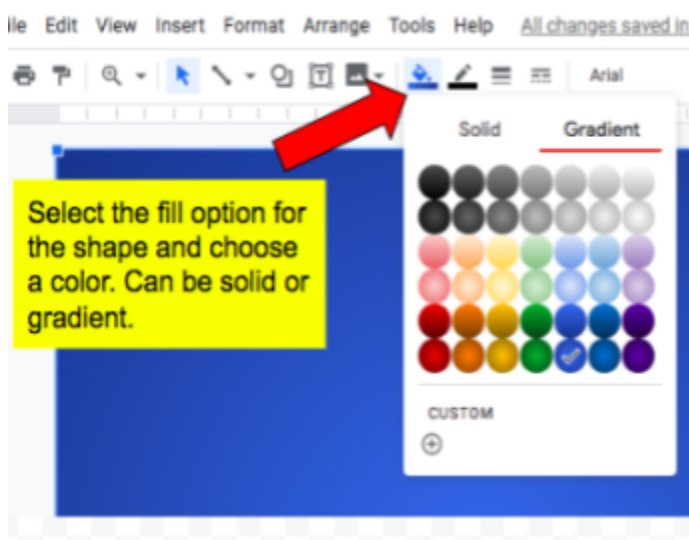 ile Edit View Insert Format Arrange Tools Help All changes saved in
Arial
Solid Gradient
Select the fill option for
the shape and choose
a color. Can be solid or
gradient.
CUSTOM